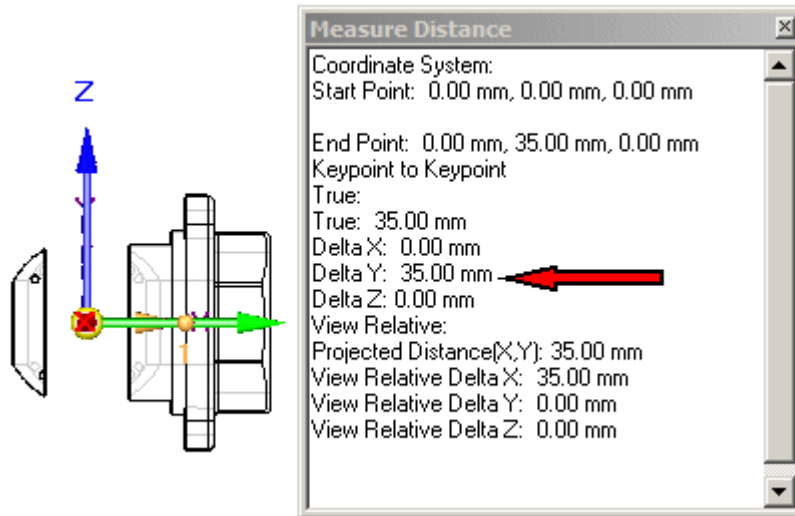 Measure Distance
Coordinate System:
Start Point: 0.00 mm, 0.00 mm, 0.00 mm
End Point: 0.00 mm, 35.00 mm, 0.00 mm
Keypoint to Keypoint
True:
True: 35.00 mm
Delta X: 0.00 mm
Delta Y: 35.00 mm
Delta Z: 0.00 mm
View Relative:
Projected Distance(X,Y): 35.00 mm
View Relative Delta X: 35.00 mm
View Relative Delta Y: 0.00 mm
View Relative Delta Z: 0.00 mm
Z
1